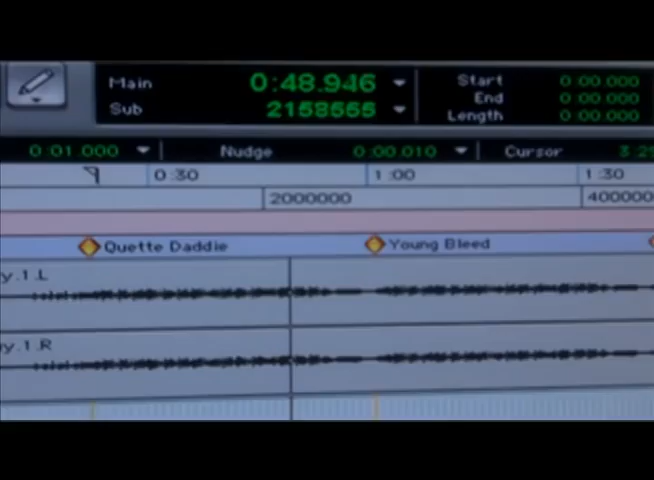 Main 0:48.946
Sub 2158555
Start 0:00.000
End 0:00.000
Length 0:00.000
0:01.000 Nudge 0:00.010 Cursor
0:30 1:00 1:30
2000000 400000
Quette Daddie Young Bleed
y.1.L
y.1.R